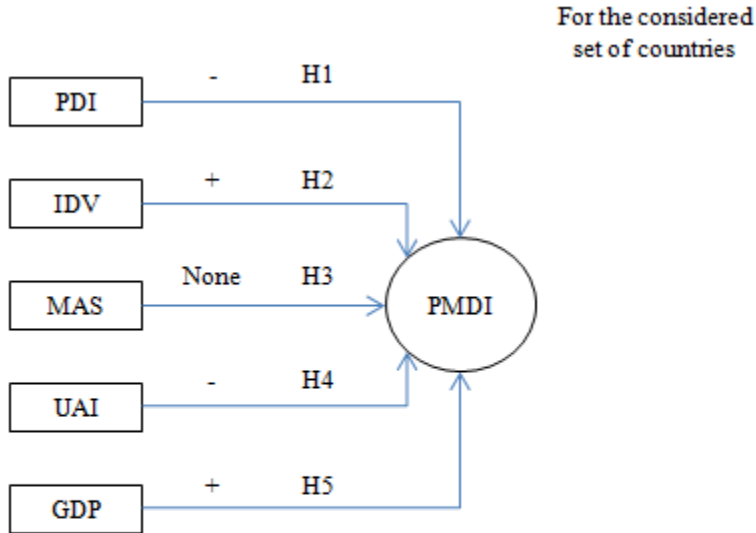 For the considered
set of countries
PDI - H1
IDV + H2
MAS None H3
PMDI
UAI - H4
GDP + H5